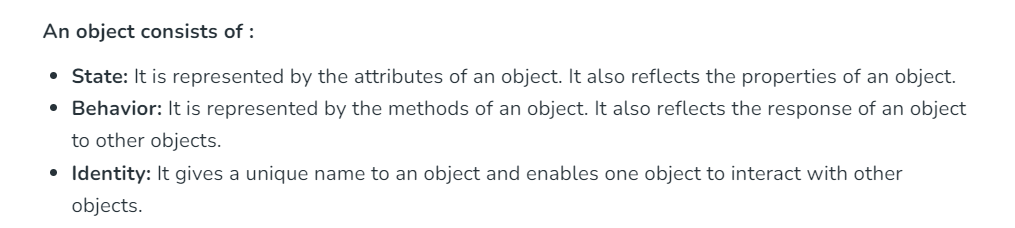 An object consists of :
• State: It is represented by the attributes of an object. It also reflects the properties of an object.
• Behavior: It is represented by the methods of an object. It also reflects the response of an object
to other objects.
• Identity: It gives a unique name to an object and enables one object to interact with other
objects.